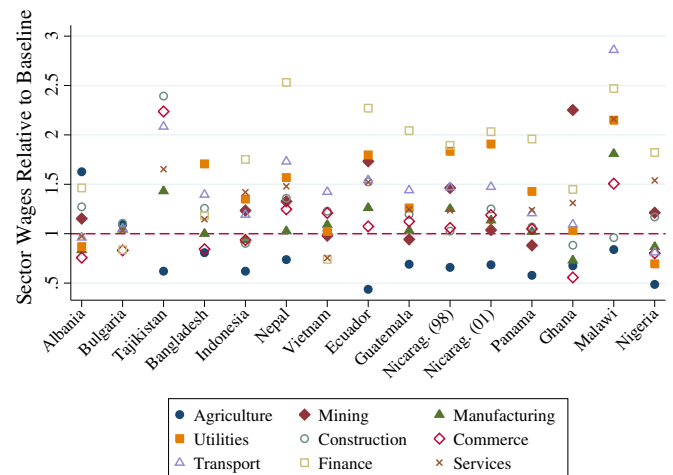 Sector Wages Relative to Baseline
3
2.5
2
1.5
1
.5
Albania
Bulgaria
Tajikistan
Bangladesh
Indonesia
Nepal
Vietnam
Ecuador
Guatemala
Nicarag. (98)
Nicarag. (01)
Panama
Ghana
Malawi
Nigeria
Agriculture Mining Manufacturing
Utilities Construction Commerce
Transport Finance Services